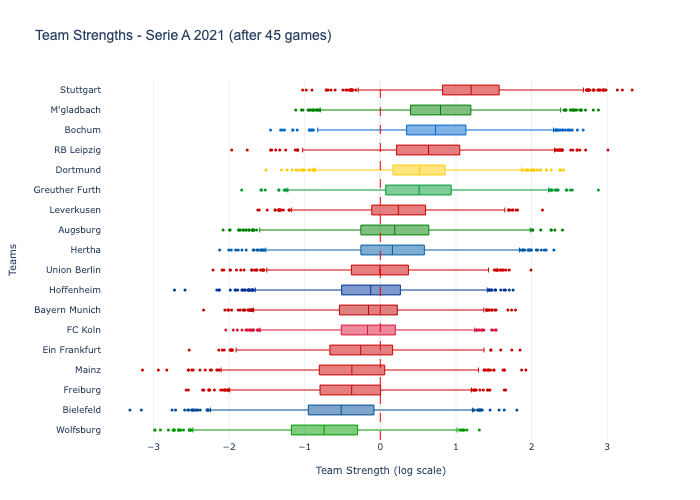 Team Strengths - Serie A 2021 (after 45 games)
Stuttgart
M'gladbach
Bochum
RB Leipzig
Dortmund
Greuther Furth
Leverkusen
Augsburg
Hertha
Union Berlin
Hoffenheim
Bayern Munich
FC Koln
Ein Frankfurt
Mainz
Freiburg
Bielefeld
Wolfsburg
Teams
−3 −2 −1 0 1 2 3
Team Strength (log scale)